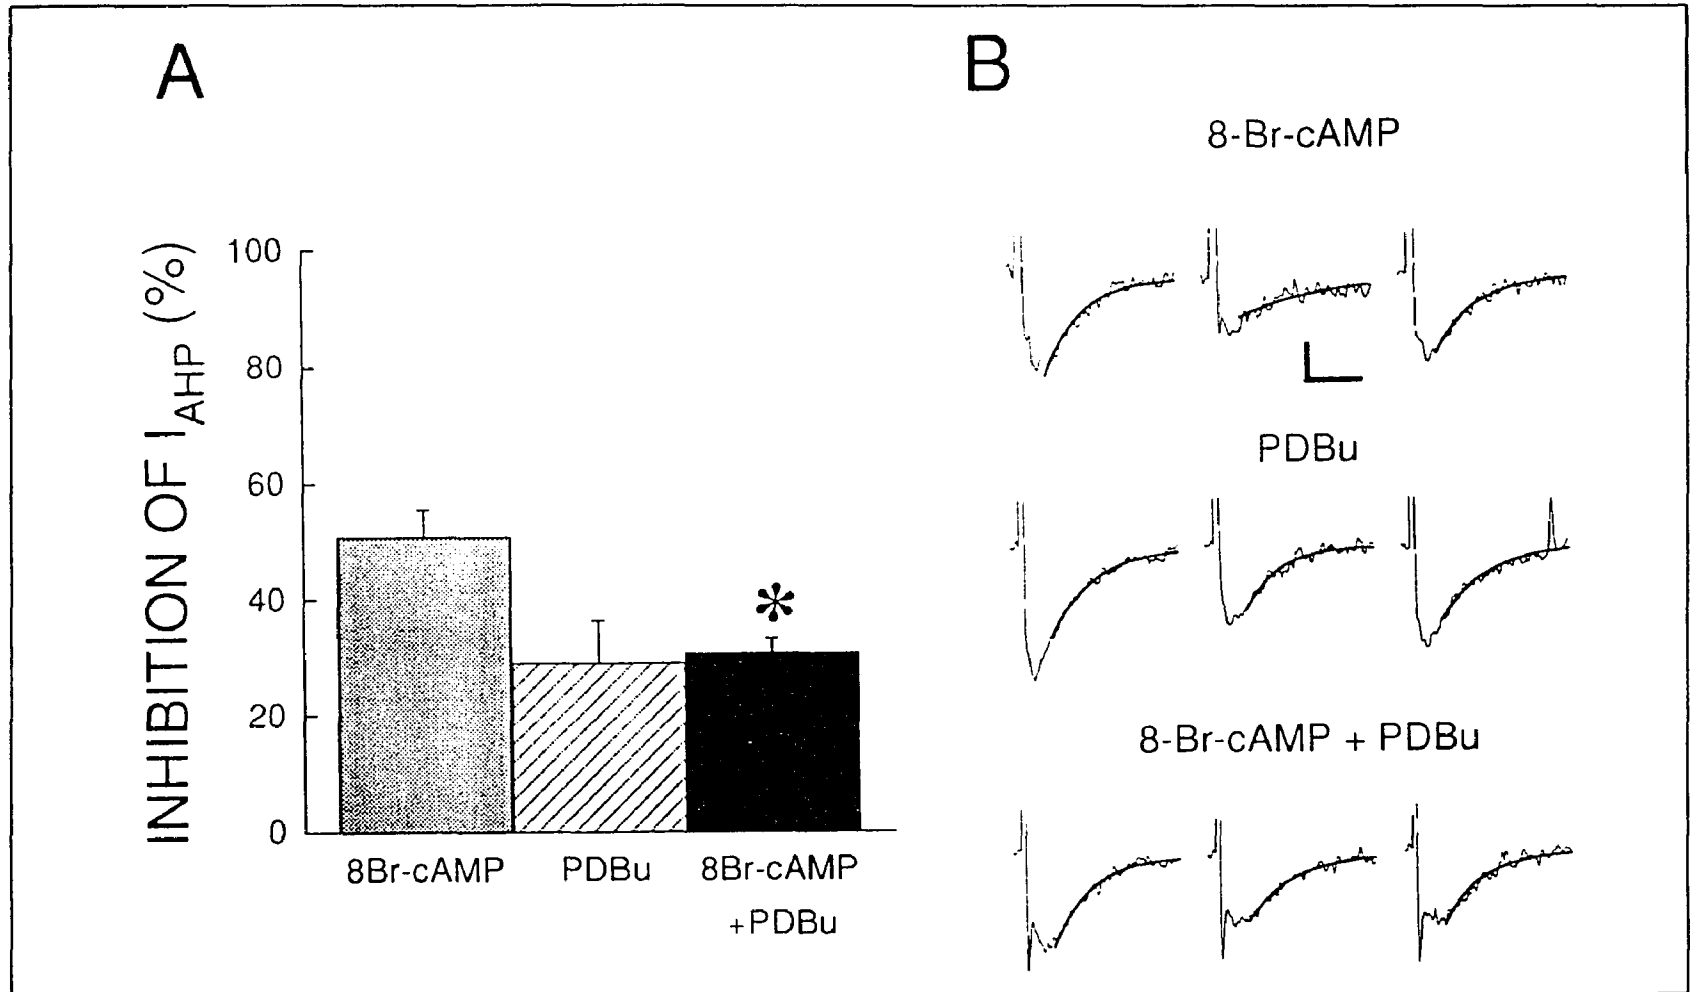 A
INHIBITION OF I AHP (%)
100
80
60
40
20
0
8Br-cAMP
PDBu
8Br-cAMP
+PDBu
*
B
8-Br-cAMP
PDBu
8-Br-cAMP + PDBu